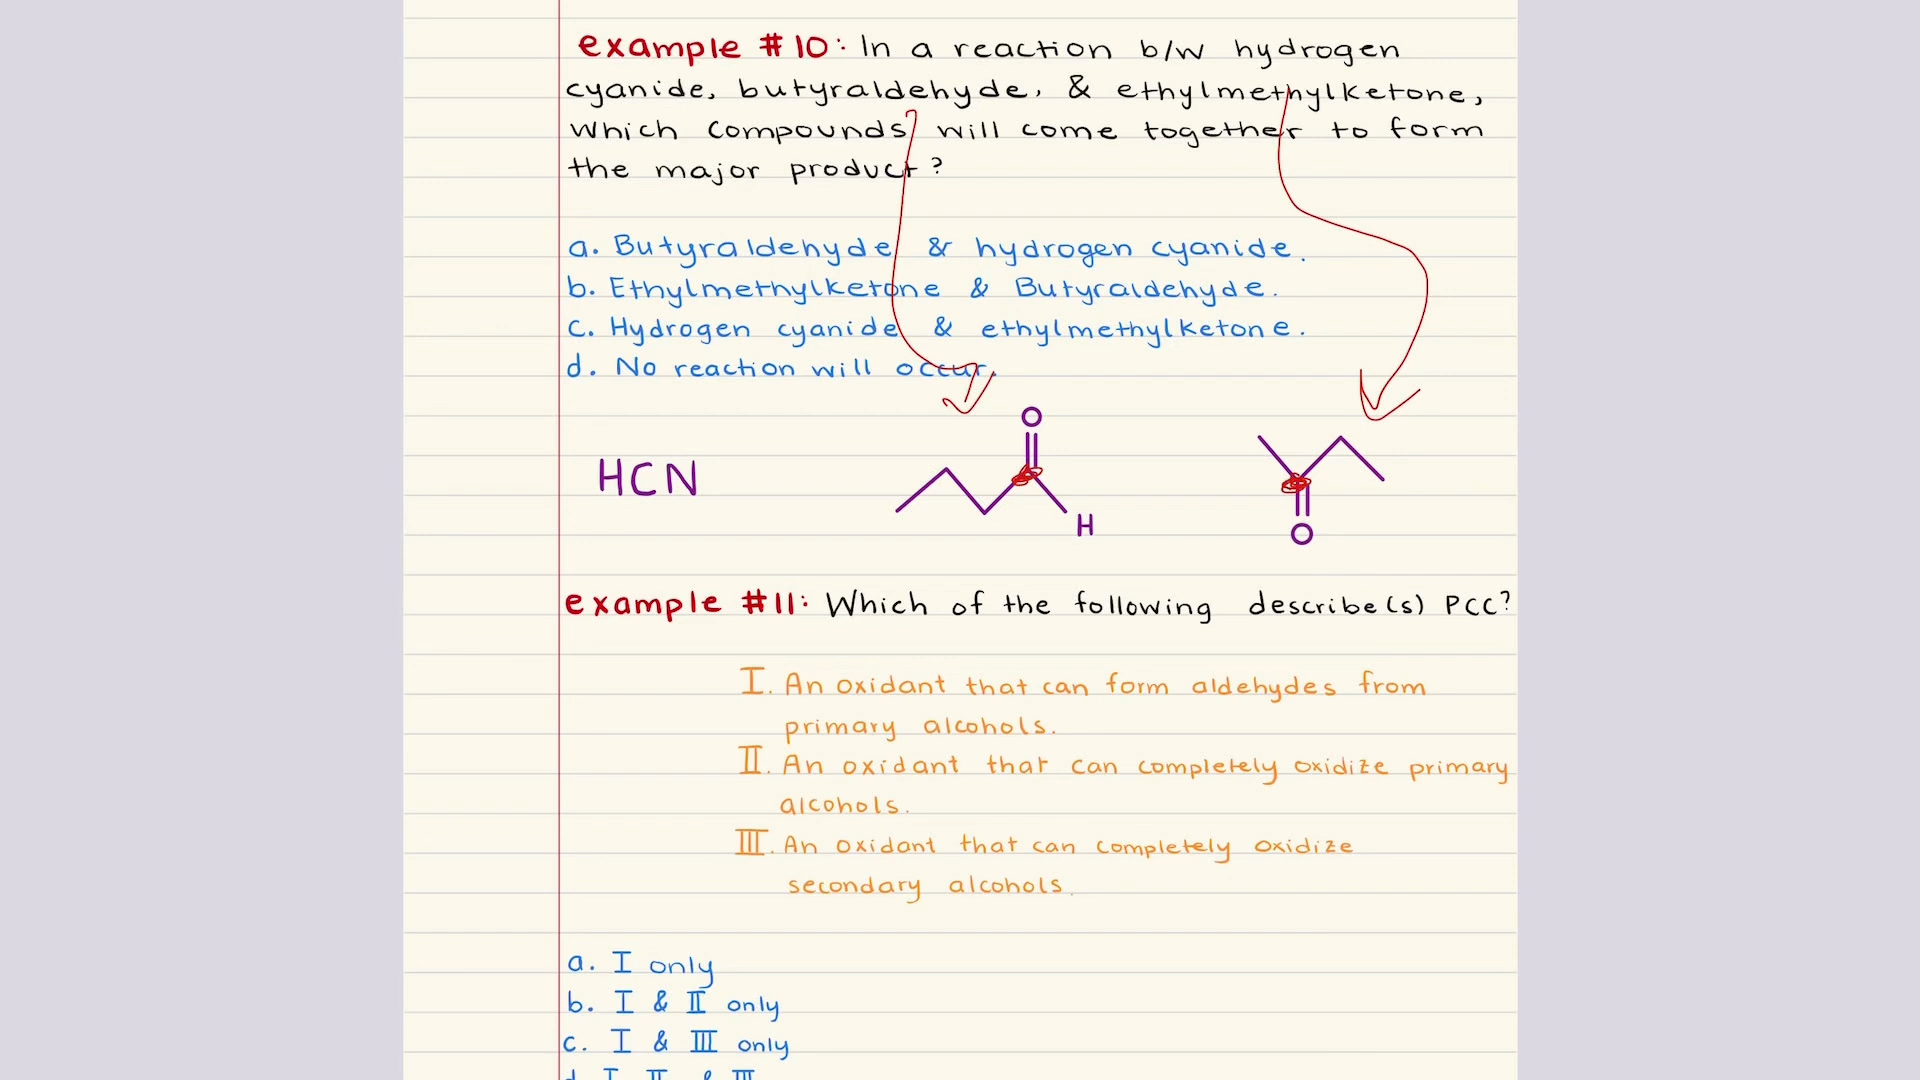 example #10: In a reaction b/w hydrogen
cyanide, butyraldehyde, & ethylmethylketone,
which compounds will come together to form
the major product?
a. Butyraldehyde & hydrogen cyanide.
b. Ethylmethylketone & Butyraldehyde.
c. Hydrogen cyanide & ethylmethylketone.
d. No reaction will occur.
HCN
O
H
O
example #11: Which of the following describe(s) PCC?
I. An oxidant that can form aldehydes from
primary alcohols.
II. An oxidant that can completely oxidize primary
alcohols.
III. An oxidant that can completely oxidize
secondary alcohols.
a. I only
b. I & II only
c. I & III only